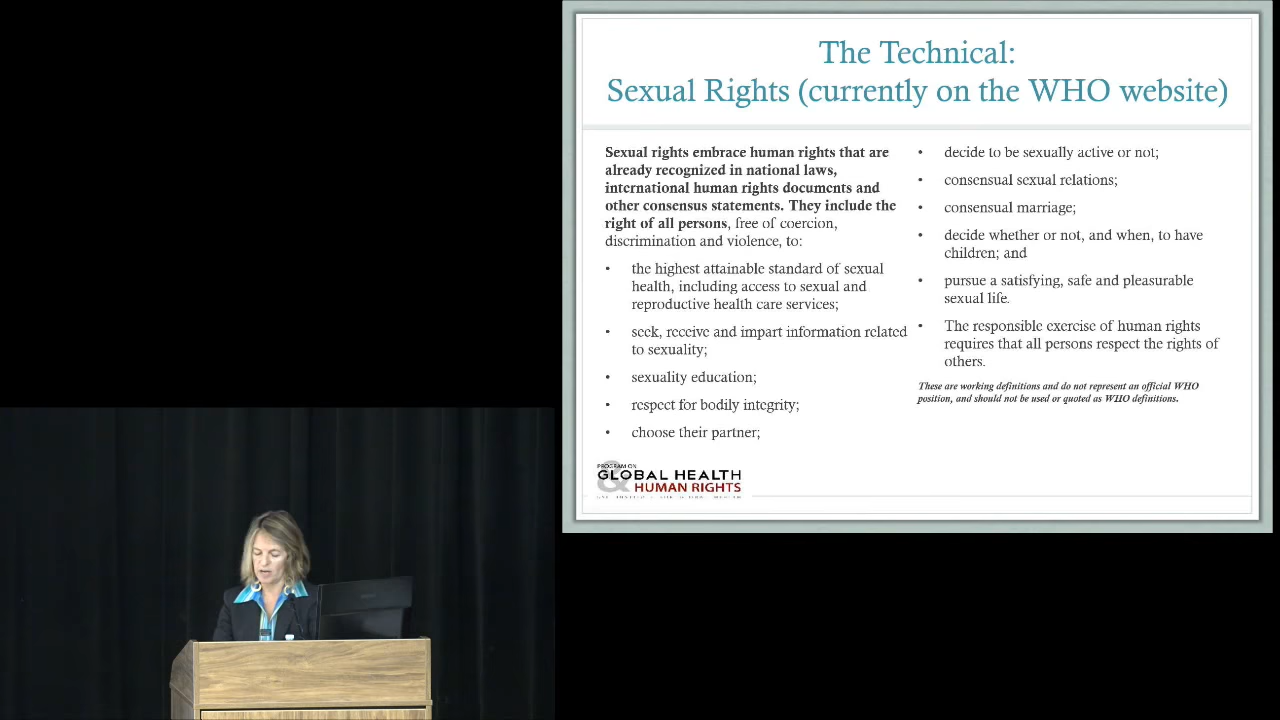 The Technical:
Sexual Rights (currently on the WHO website)
Sexual rights embrace human rights that are
already recognized in national laws,
international human rights documents and
other consensus statements. They include the
right of all persons, free of coercion,
discrimination and violence, to:
• the highest attainable standard of sexual
health, including access to sexual and
reproductive health care services;
• seek, receive and impart information related
to sexuality;
• sexuality education;
• respect for bodily integrity;
• choose their partner;
• decide to be sexually active or not;
• consensual sexual relations;
• consensual marriage;
• decide whether or not, and when, to have
children; and
• pursue a satisfying, safe and pleasurable
sexual life.
• The responsible exercise of human rights
requires that all persons respect the rights of
others.
These are working definitions and do not represent an official WHO
position, and should not be used or quoted as WHO definitions.
PROGRAM ON
GLOBAL HEALTH
& HUMAN RIGHTS